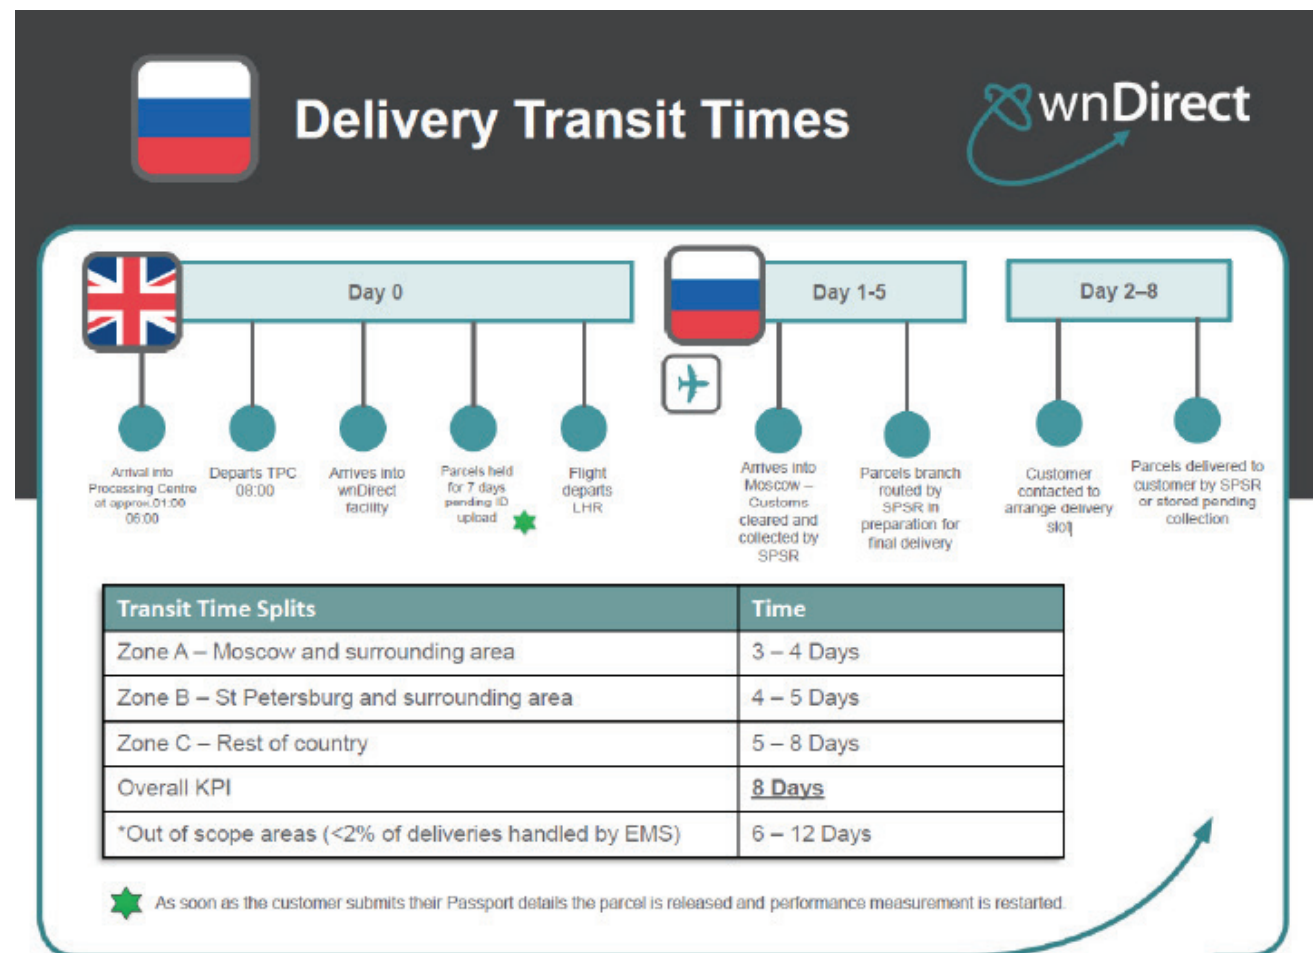 Delivery Transit Times
wnDirect
Day 0
Day 1-5
Day 2–8
Arrival into
Processing Centre
at approx.01:00
06:00
Departs TPC
08:00
Arrives into
wnDirect
facility
Parcels held
for 7 days
pending ID
upload
Flight
departs
LHR
Arrives into
Moscow –
Customs
cleared and
collected by
SPSR
Parcels branch
routed by
SPSR in
preparation for
final delivery
Customer
contacted to
arrange delivery
slot
Parcels delivered to
customer by SPSR
or stored pending
collection
Transit Time Splits Time
Zone A – Moscow and surrounding area 3 – 4 Days
Zone B – St Petersburg and surrounding area 4 – 5 Days
Zone C – Rest of country 5 – 8 Days
Overall KPI 8 Days
*Out of scope areas (<2% of deliveries handled by EMS) 6 – 12 Days
As soon as the customer submits their Passport details the parcel is released and performance measurement is restarted.